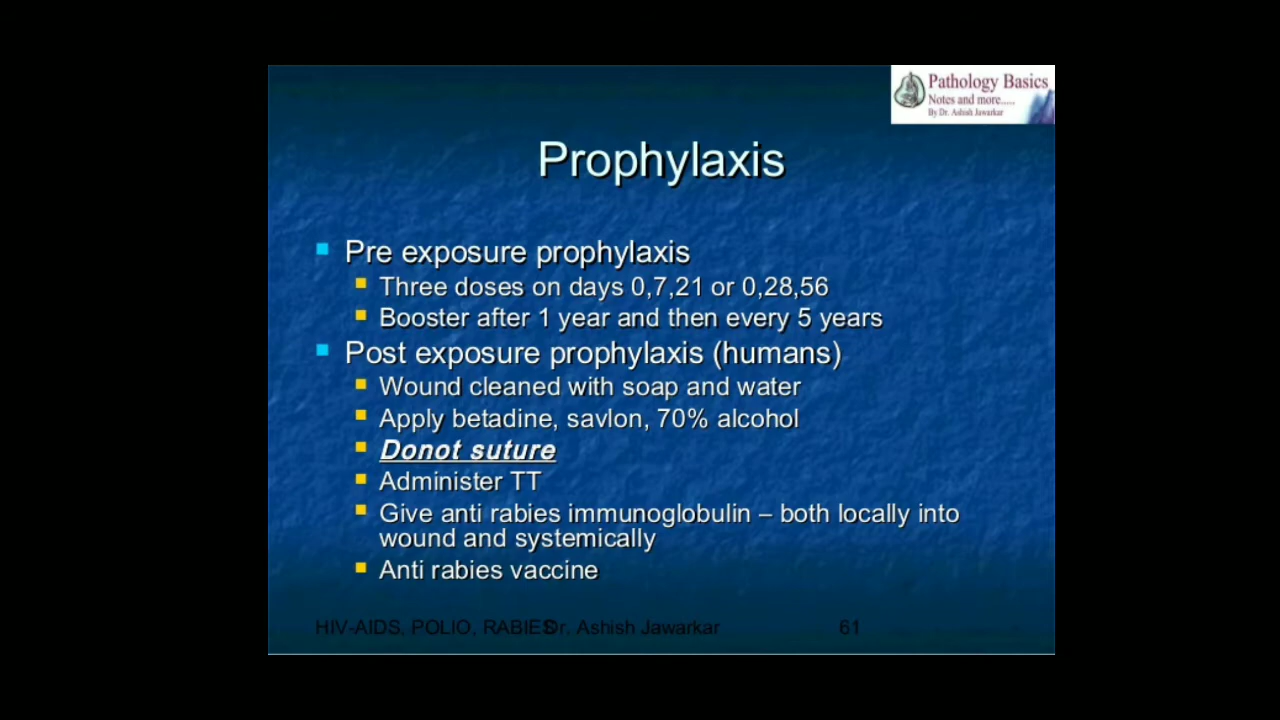 Pathology Basics
Notes and more.....
By Dr. Ashish Jawarkar
Prophylaxis
Pre exposure prophylaxis
Three doses on days 0,7,21 or 0,28,56
Booster after 1 year and then every 5 years
Post exposure prophylaxis (humans)
Wound cleaned with soap and water
Apply betadine, savlon, 70% alcohol
Donot suture
Administer TT
Give anti rabies immunoglobulin – both locally into
wound and systemically
Anti rabies vaccine
HIV-AIDS, POLIO, RABIES Dr. Ashish Jawarkar 61